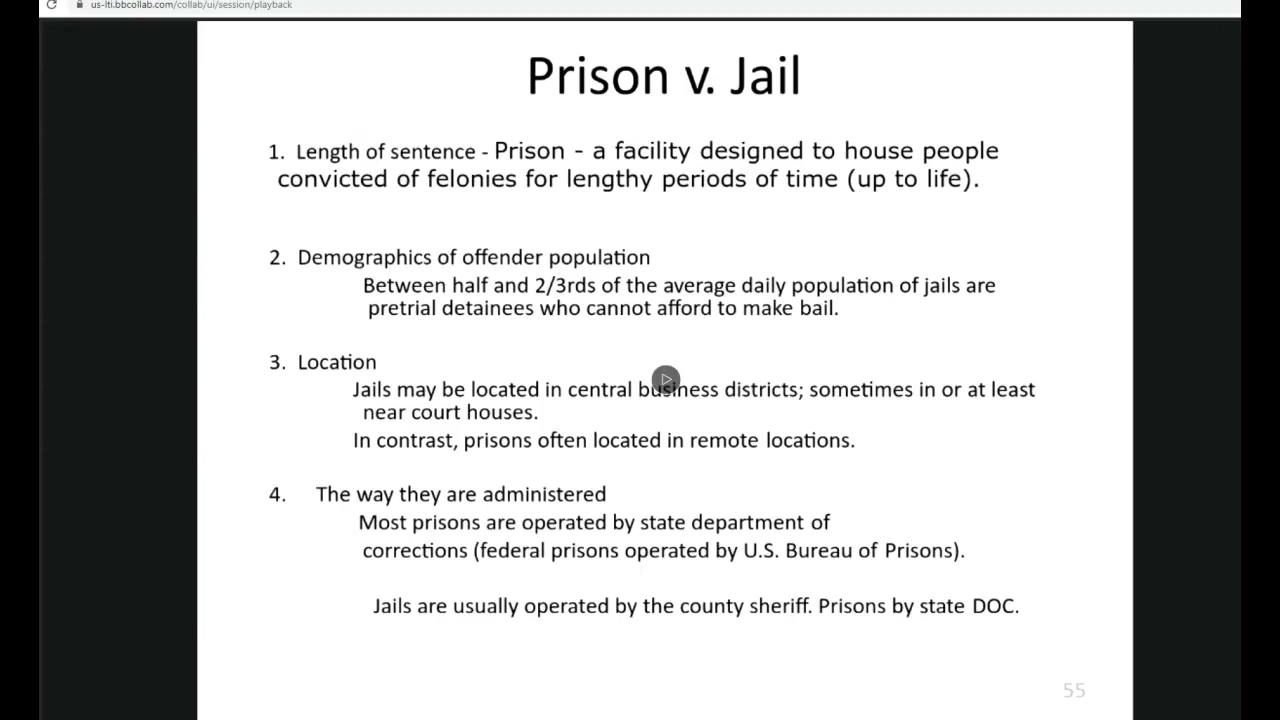 us-lti.bbcollab.com/collab/ui/session/playback
Prison v. Jail
1. Length of sentence - Prison - a facility designed to house people
convicted of felonies for lengthy periods of time (up to life).
2. Demographics of offender population
Between half and 2/3rds of the average daily population of jails are
pretrial detainees who cannot afford to make bail.
3. Location
Jails may be located in central business districts; sometimes in or at least
near court houses.
In contrast, prisons often located in remote locations.
4. The way they are administered
Most prisons are operated by state department of
corrections (federal prisons operated by U.S. Bureau of Prisons).
Jails are usually operated by the county sheriff. Prisons by state DOC.
55